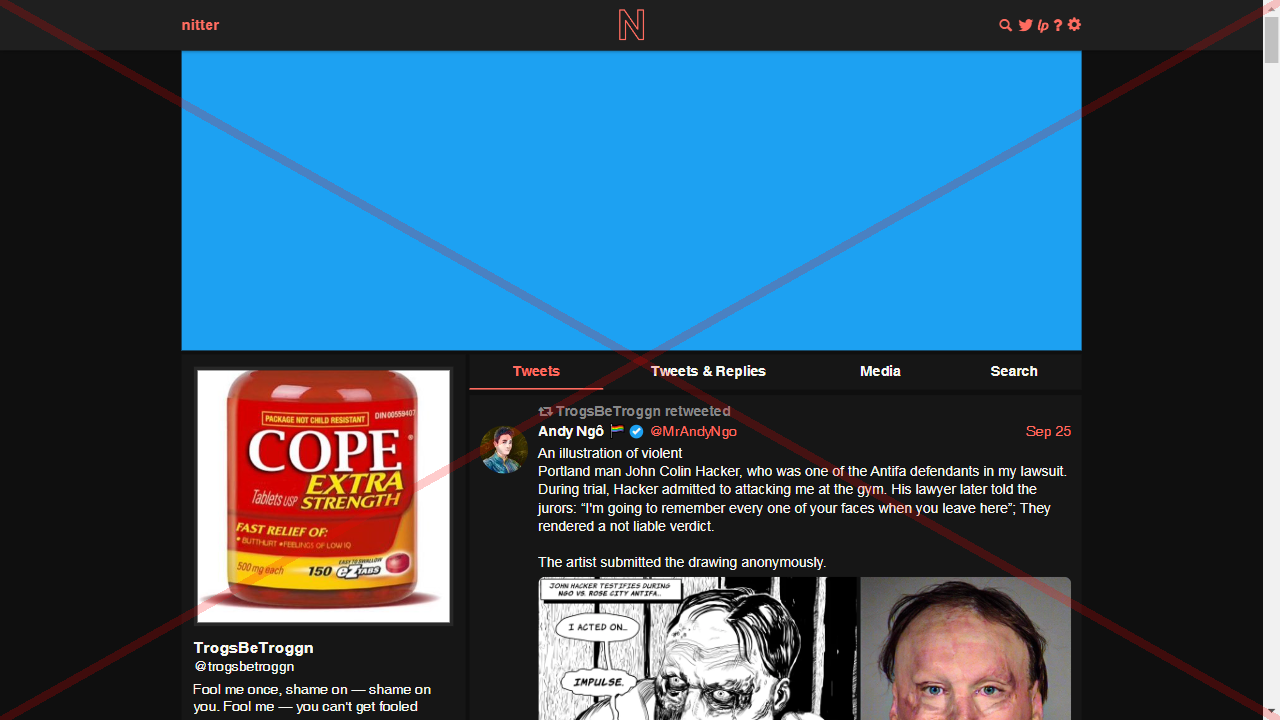 nitter
N
lp ?
PACKAGE NOT CHILD RESISTANT
DIN 00559407
COPE
EXTRA
Tablets USP STRENGTH
FAST RELIEF OF:
• BUTTHURT •FEELINGS OF LOW IQ
500 mg each 150 EASY TO SWALLOW
eZ TABS
TrogsBeTroggn
@trogsbetroggn
Fool me once, shame on — shame on
you. Fool me — you can't get fooled
Tweets Tweets & Replies Media Search
TrogsBeTroggn retweeted
Andy Ngô 🏳️‍🌈 @MrAndyNgo Sep 25
An illustration of violent
Portland man John Colin Hacker, who was one of the Antifa defendants in my lawsuit.
During trial, Hacker admitted to attacking me at the gym. His lawyer later told the
jurors: “I'm going to remember every one of your faces when you leave here”; They
rendered a not liable verdict.
The artist submitted the drawing anonymously.
JOHN HACKER TESTIFIES DURING
NGO VS. ROSE CITY ANTIFA..
I ACTED ON...
IMPULSE.